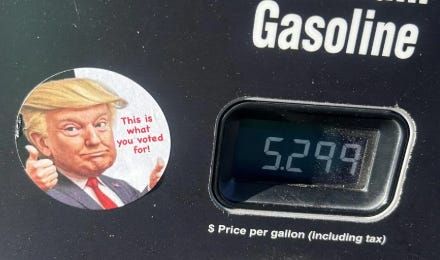 Gasoline
This is
what
you voted
for!
5.299
$ Price per gallon (including tax)